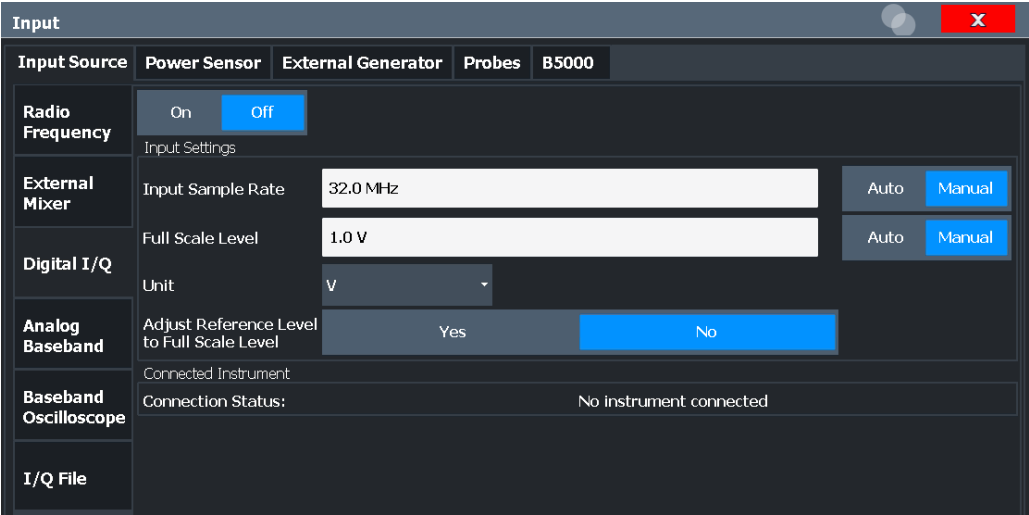 Input
X
Input Source Power Sensor External Generator Probes B5000
Radio
Frequency
On Off
Input Settings
External
Mixer
Input Sample Rate 32.0 MHz Auto Manual
Full Scale Level 1.0 V Auto Manual
Digital I/Q
Unit V
Analog
Baseband
Adjust Reference Level
to Full Scale Level
Yes No
Connected Instrument
Baseband
Oscilloscope
Connection Status: No instrument connected
I/Q File